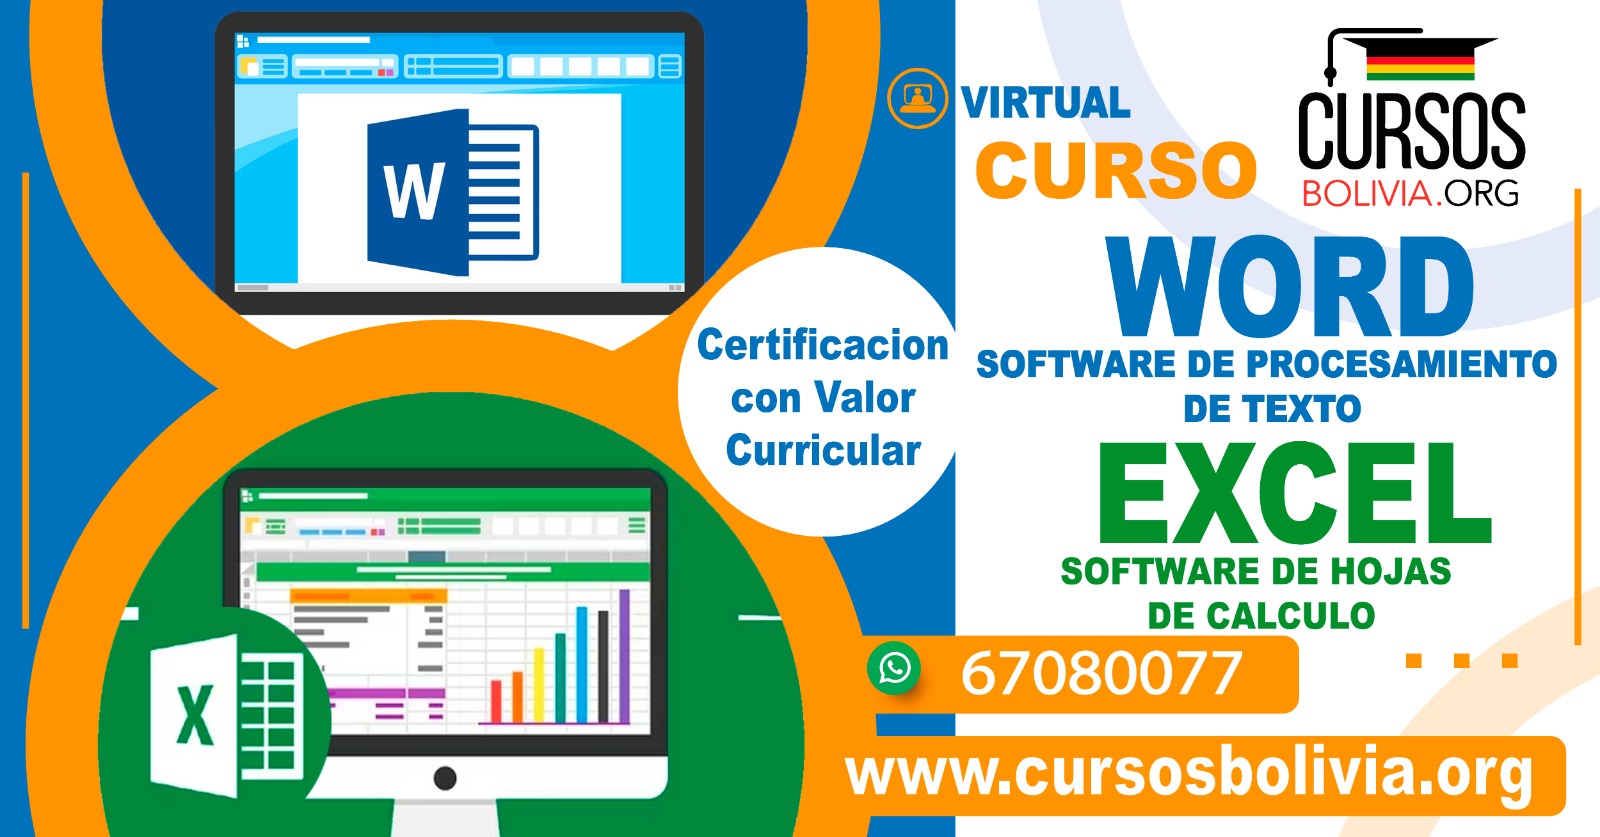 W
Certificacion
con Valor
Curricular
X
VIRTUAL
CURSO
CURSOS
BOLIVIA.ORG
WORD
SOFTWARE DE PROCESAMIENTO
DE TEXTO
EXCEL
SOFTWARE DE HOJAS
DE CALCULO
67080077
www.cursosbolivia.org